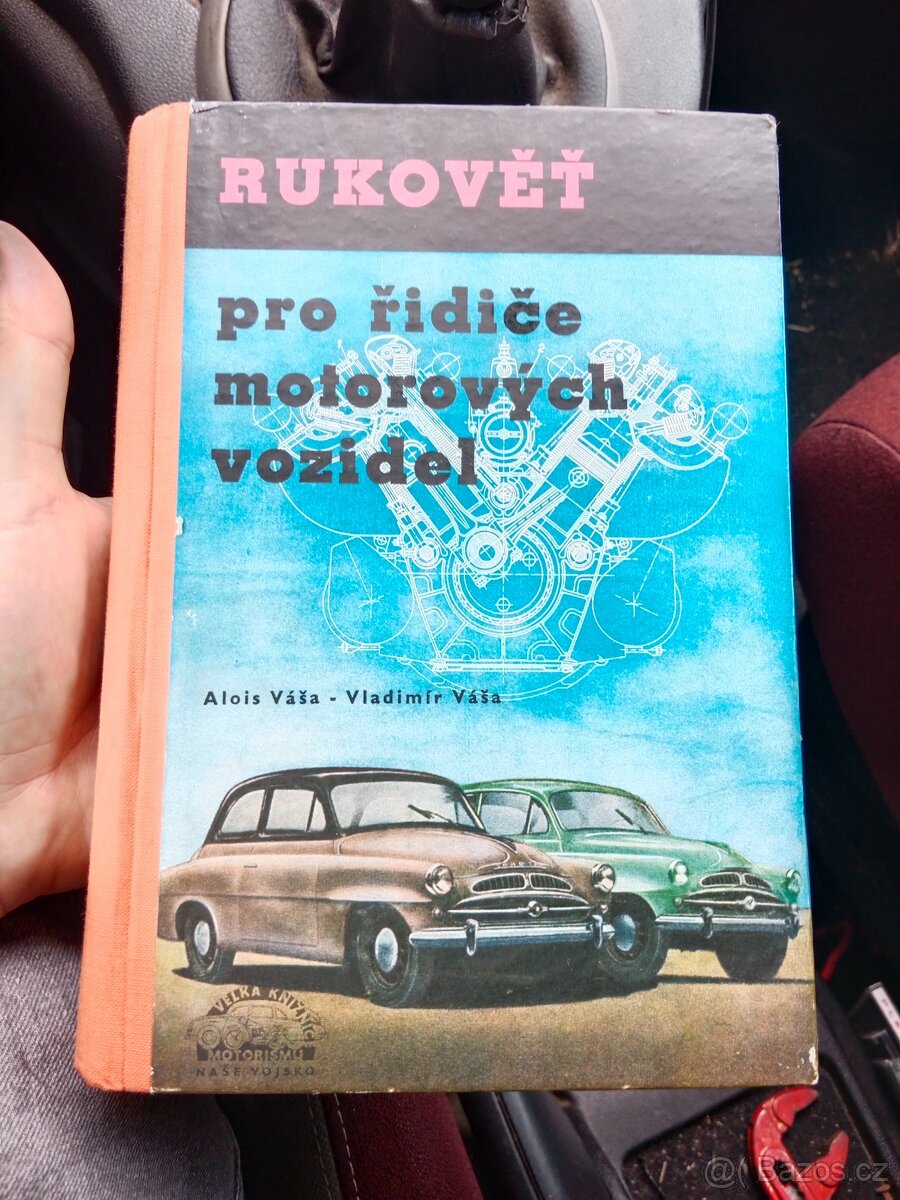 RUKOVĚŤ
pro řidiče
motorových
vozidel
Alois Váša - Vladimír Váša
VELKÁ KNIŽNICE
MOTORISMU
NAŠE VOJSKO
@( Bazos.cz